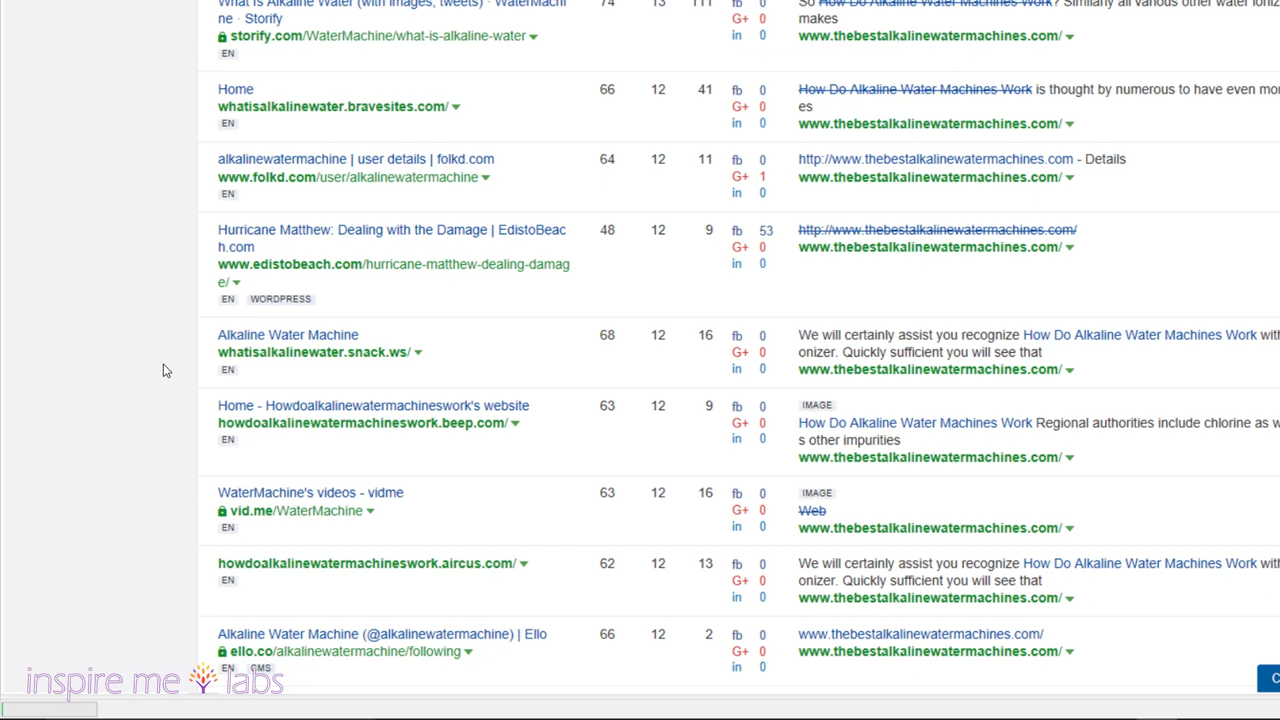 What Is Alkaline Water (with images, tweets) · WaterMachi
ne · Storify
storify.com/WaterMachine/what-is-alkaline-water
EN
74 13 111 fb 0
G+ 0
in 0
So How Do Alkaline Water Machines Work? Similarly all various other water
makes
www.thebestalkalinewatermachines.com/
Home
whatisalkalinewater.bravesites.com/
EN
66 12 41 fb 0
G+ 0
in 0
How Do Alkaline Water Machines Work is thought by numerous to have even
es
www.thebestalkalinewatermachines.com/
alkalinewatermachine | user details | folkd.com
www.folkd.com/user/alkalinewatermachine
EN
64 12 11 fb 0
G+ 1
in 0
http://www.thebestalkalinewatermachines.com - Details
www.thebestalkalinewatermachines.com/
Hurricane Matthew: Dealing with the Damage | EdistoBeac
h.com
www.edistobeach.com/hurricane-matthew-dealing-damag
e/
EN WORDPRESS
48 12 9 fb 53
G+ 0
in 0
http://www.thebestalkalinewatermachines.com/
www.thebestalkalinewatermachines.com/
Alkaline Water Machine
whatisalkalinewater.snack.ws/
EN
68 12 16 fb 0
G+ 0
in 0
We will certainly assist you recognize How Do Alkaline Water Machines Work with
onizer. Quickly sufficient you will see that
www.thebestalkalinewatermachines.com/
Home - Howdoalkalinewatermachineswork's website
howdoalkalinewatermachineswork.beep.com/
EN
63 12 9 fb 0
G+ 0
in 0
IMAGE
How Do Alkaline Water Machines Work Regional authorities include chlorine as w
s other impurities
www.thebestalkalinewatermachines.com/
WaterMachine's videos - vidme
vid.me/WaterMachine
EN
63 12 16 fb 0
G+ 0
in 0
IMAGE
Web
www.thebestalkalinewatermachines.com/
howdoalkalinewatermachineswork.aircus.com/
EN
62 12 13 fb 0
G+ 0
in 0
We will certainly assist you recognize How Do Alkaline Water Machines Work with
onizer. Quickly sufficient you will see that
www.thebestalkalinewatermachines.com/
Alkaline Water Machine (@alkalinewatermachine) | Ello
ello.co/alkalinewatermachine/following
EN CMS
66 12 2 fb 0
G+ 0
in 0
www.thebestalkalinewatermachines.com/
www.thebestalkalinewatermachines.com/
C
inspire me labs